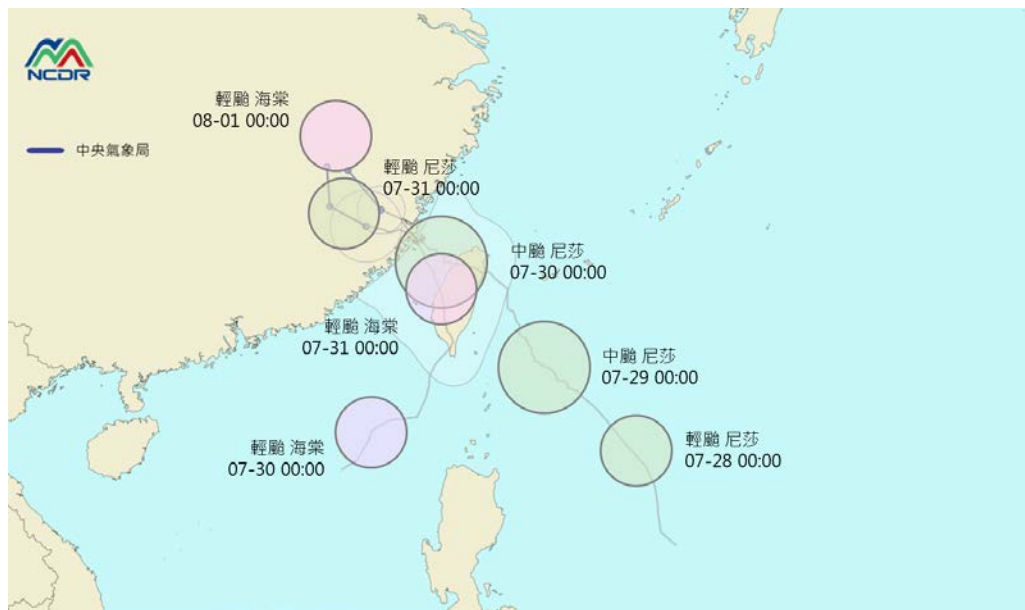 NCDR
中央氣象局
輕颱 海棠
08-01 00:00
輕颱 尼莎
07-31 00:00
中颱 尼莎
07-30 00:00
輕颱 海棠
07-31 00:00
中颱 尼莎
07-29 00:00
輕颱 海棠
07-30 00:00
輕颱 尼莎
07-28 00:00